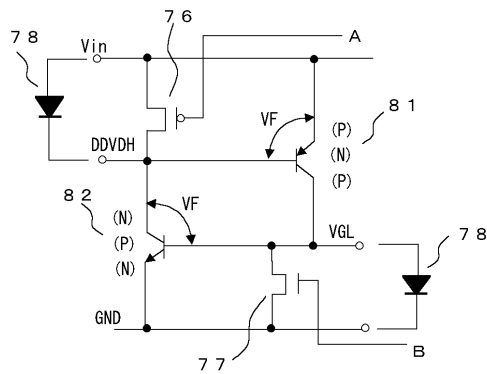 ７６
７８
Vin
A
VF
８１
(P)
(N)
(P)
DDVDH
８２
(N)
(P)
(N)
VF
VGL
７８
GND
７７
B